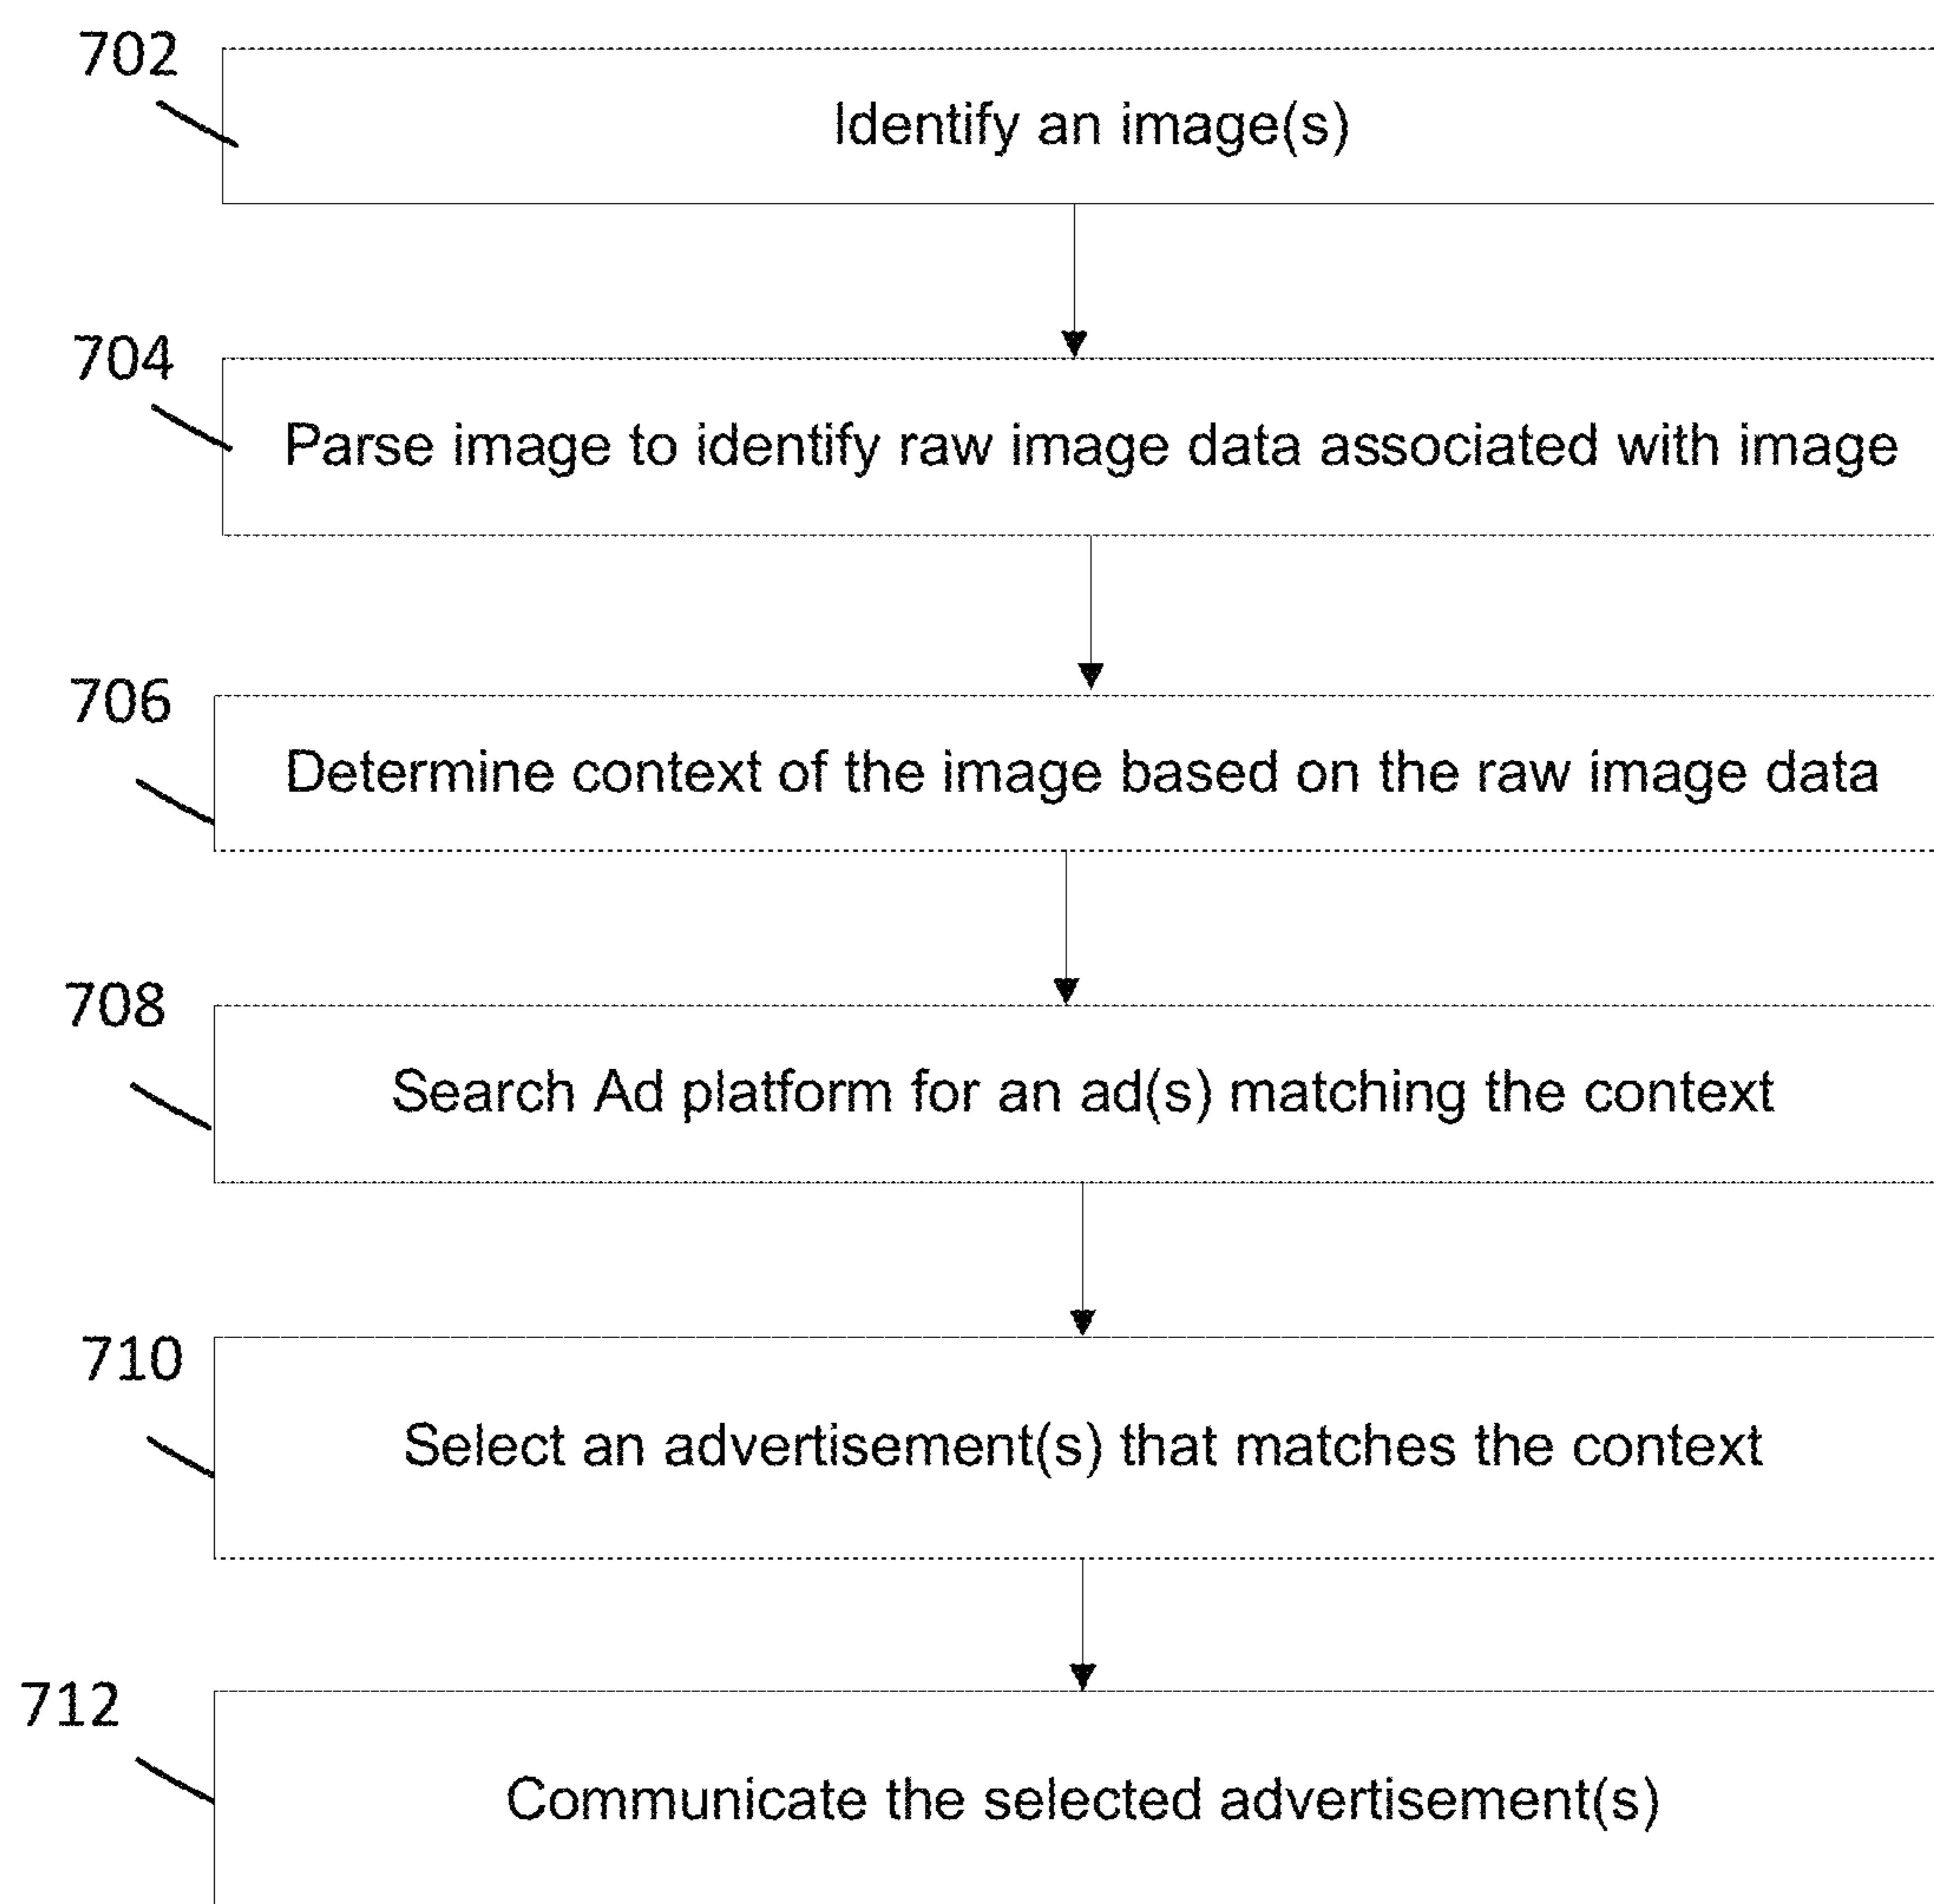 702
Identify an image(s)
704
Parse image to identify raw image data associated with image
706
Determine context of the image based on the raw image data
708
Search Ad platform for an ad(s) matching the context
710
Select an advertisement(s) that matches the context
712
Communicate the selected advertisement(s)